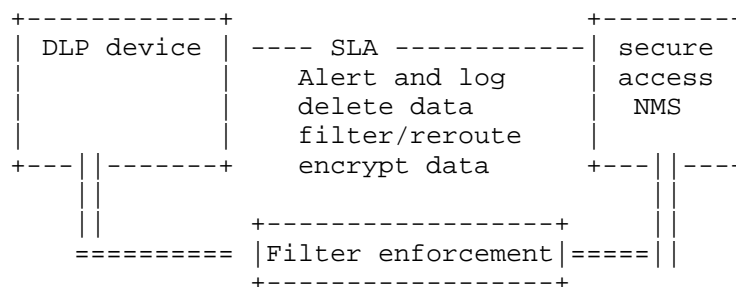 DLP device ---- SLA ------------ secure
Alert and log access
delete data NMS
filter/reroute
encrypt data
Filter enforcement